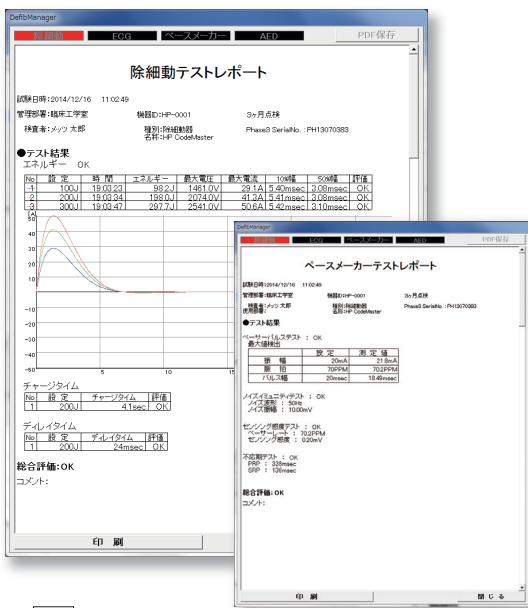 DefibManager
除細動 ECG ペースメーカー AED PDF保存
除細動テストレポート
試験日時:2014/12/16 11:02:49
管理部署:臨床工学室 機器ID:HP-0001 3ヶ月点検
検査者:メッツ 太郎 種別:除細動器 Phase3 SerialNo. :PH13070383
名称:HP CodeMaster
●テスト結果
エネルギー OK
No 設 定 時 間 エネルギー 最大電圧 最大電流 10%幅 50%幅 評価
1 100J 19:03:23 98.2J 1461.0V 29.1A 5.40msec 3.08msec OK
2 200J 19:03:34 198.0J 2074.0V 41.3A 5.41msec 3.08msec OK
3 300J 19:03:47 297.7J 2541.0V 50.6A 5.42msec 3.10msec OK
[A]
50
40
30
20
10
-10
-20
-30
-40
-50
5 10 15
チャージタイム
No 設 定 チャージタイム 評価
1 200J 4.1sec OK
ディレイタイム
No 設 定 ディレイタイム 評価
1 200J 24msec OK
総合評価:OK
コメント:
印 刷
DefibManager
除細動 ECG ペースメーカー AED PDF保存
ペースメーカーテストレポート
試験日時:2014/12/16 11:02:49
管理部署:臨床工学室 機器ID:HP-0001 3ヶ月点検
検査者:メッツ 太郎 種別:除細動器 Phase3 SerialNo. :PH13070383
使用部署: 名称:HP CodeMaster
●テスト結果
ペーサーパルステスト : OK
最大値検出
設 定 測 定 値
振 幅 20mA 21.8mA
脈 拍 70PPM 70.2PPM
パルス幅 20msec 18.49msec
ノイズイミュニティテスト : OK
ノイズ波形 : 50Hz
ノイズ振幅 : 10.00mV
センシング感度テスト : OK
ペーサーレート : 70.2PPM
センシング感度 : 0.20mV
不応期テスト : OK
PRP : 338msec
SRP : 126msec
総合評価:OK
コメント:
印 刷 閉 じ る